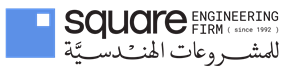 square ENGINEERING
FIRM ( since 1992 )
للمشروعات الهندسيَّة